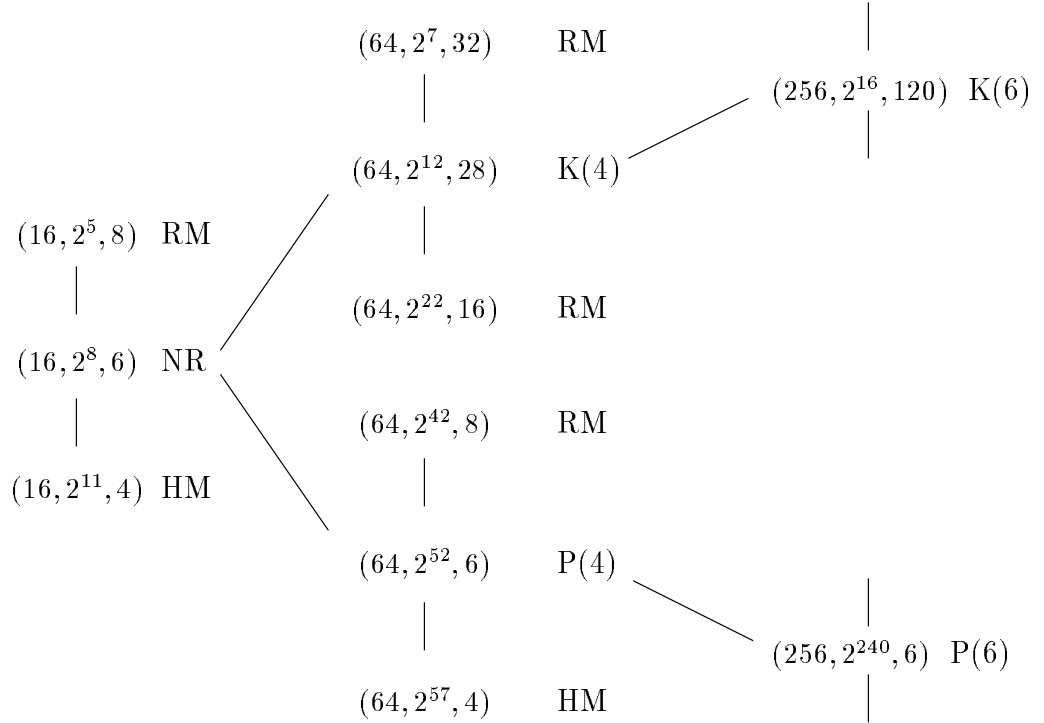 (64, 2^7, 32) RM
(256, 2^16, 120) K(6)
(64, 2^12, 28) K(4)
(16, 2^5, 8) RM
(64, 2^22, 16) RM
(16, 2^8, 6) NR
(64, 2^42, 8) RM
(16, 2^11, 4) HM
(64, 2^52, 6) P(4)
(256, 2^240, 6) P(6)
(64, 2^57, 4) HM